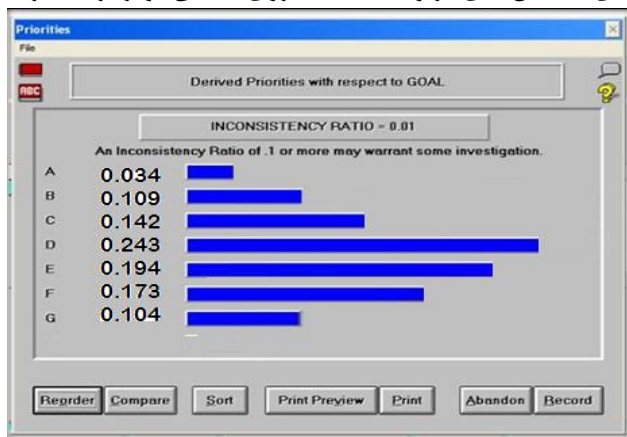 Priorities
File
ABC
Derived Priorities with respect to GOAL
INCONSISTENCY RATIO = 0.01
An Inconsistency Ratio of .1 or more may warrant some investigation.
A 0.034
B 0.109
C 0.142
D 0.243
E 0.194
F 0.173
G 0.104
Reorder Compare Sort Print Preview Print Abandon Record